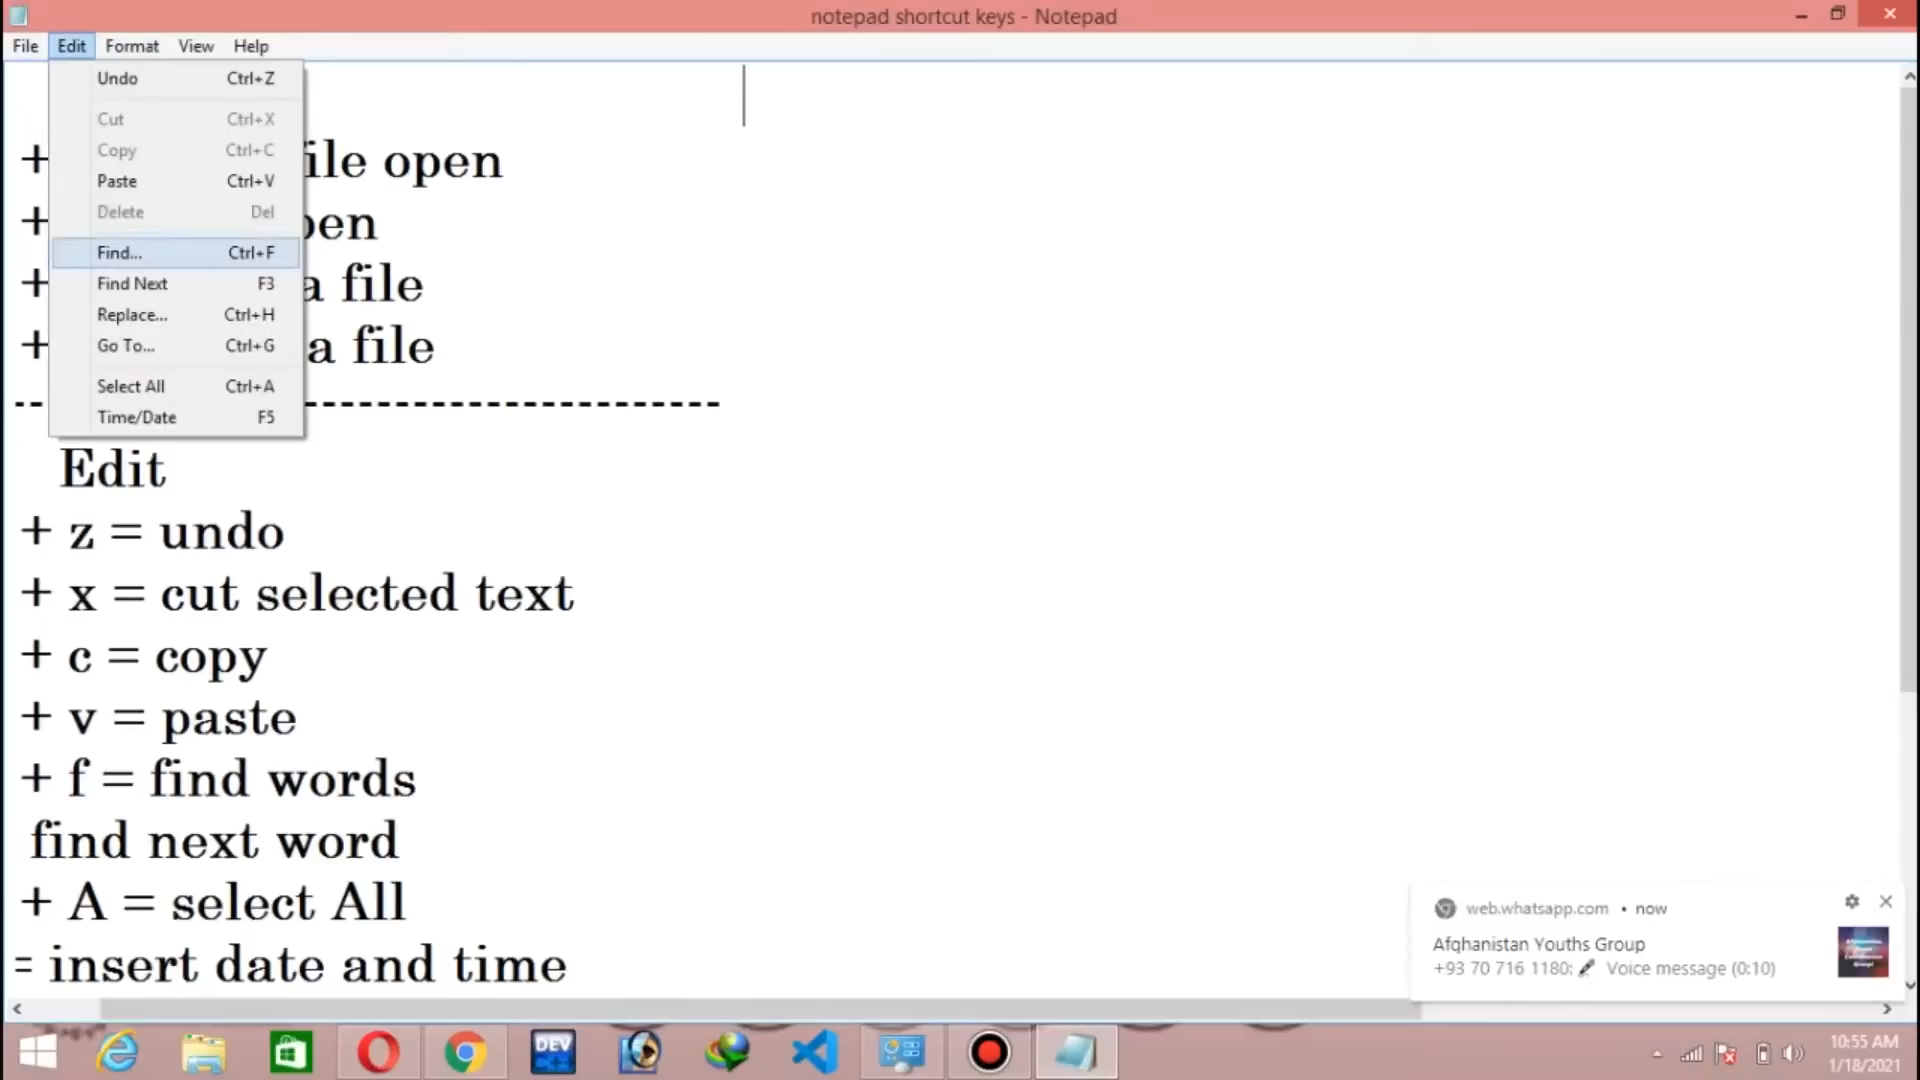 notepad shortcut keys - Notepad
File Edit Format View Help
Undo Ctrl+Z
Cut Ctrl+X
Copy Ctrl+C
Paste Ctrl+V
Delete Del
Find... Ctrl+F
Find Next F3
Replace... Ctrl+H
Go To... Ctrl+G
Select All Ctrl+A
Time/Date F5
+ ile open
+ pen
+ a file
+ a file
-----------------------------
Edit
+ z = undo
+ x = cut selected text
+ c = copy
+ v = paste
+ f = find words
find next word
+ A = select All
= insert date and time
web.whatsapp.com • now
Afghanistan Youths Group
+93 70 716 1180: Voice message (0:10)
DEV
10:55 AM
1/18/2021